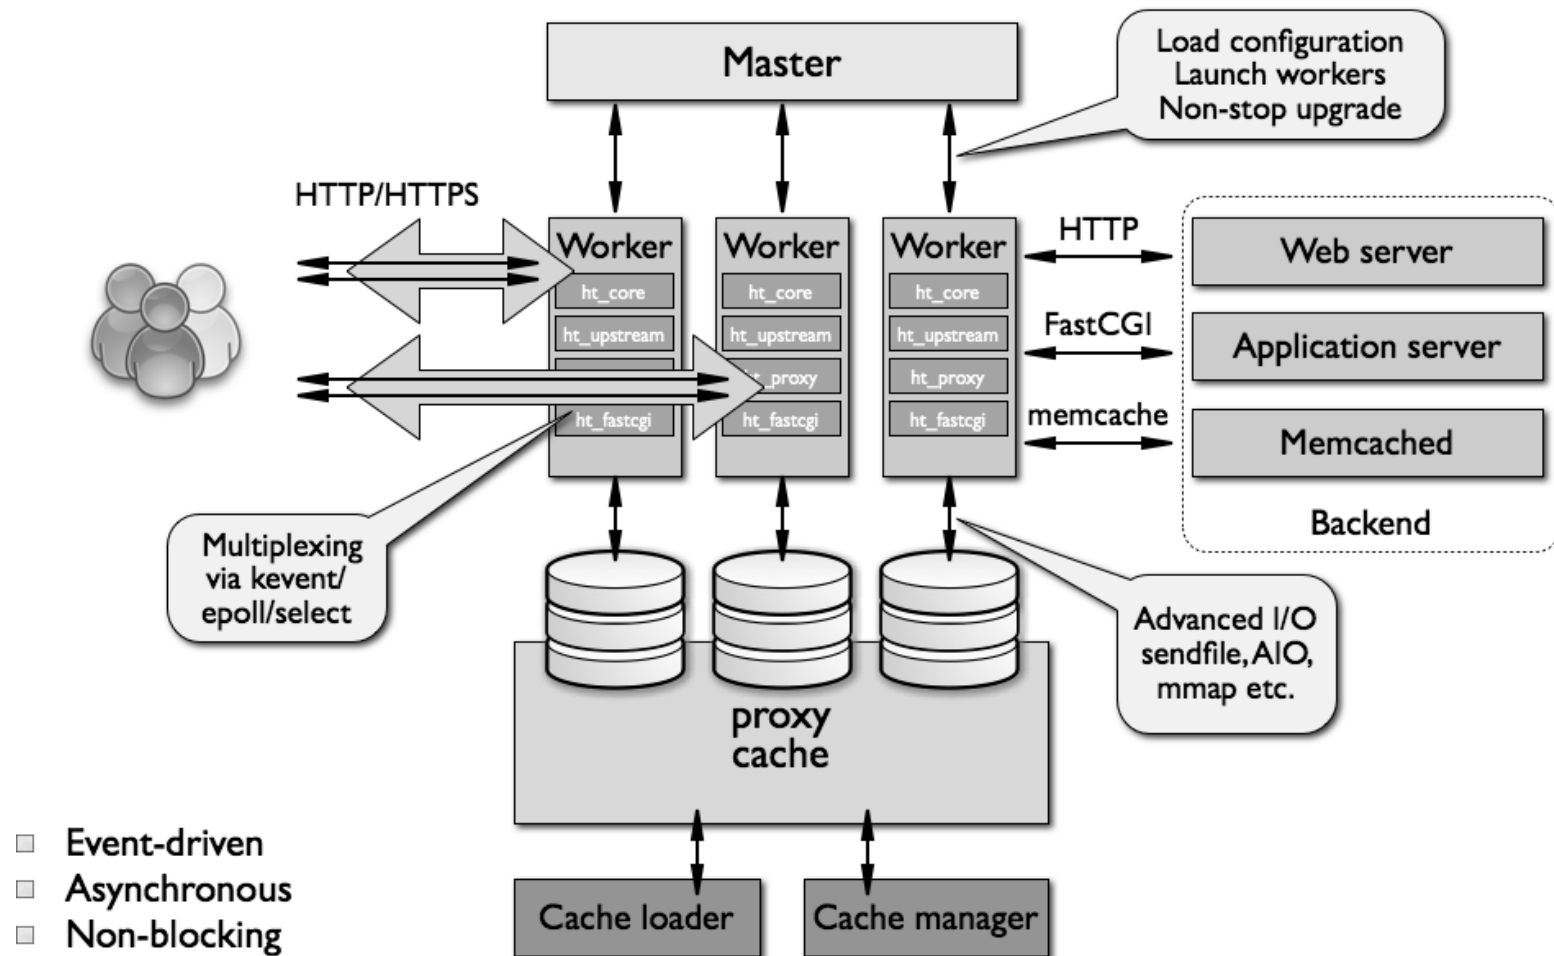 Master
Load configuration
Launch workers
Non-stop upgrade
HTTP/HTTPS
Worker
ht_core
ht_upstream
ht_fastcgi
Worker
ht_core
ht_upstream
ht_proxy
ht_fastcgi
Worker
ht_core
ht_upstream
ht_proxy
ht_fastcgi
HTTP
FastCGI
memcache
Web server
Application server
Memcached
Backend
Multiplexing
via kevent/
epoll/select
Advanced I/O
sendfile, AIO,
mmap etc.
proxy
cache
Cache loader
Cache manager
Event-driven
Asynchronous
Non-blocking